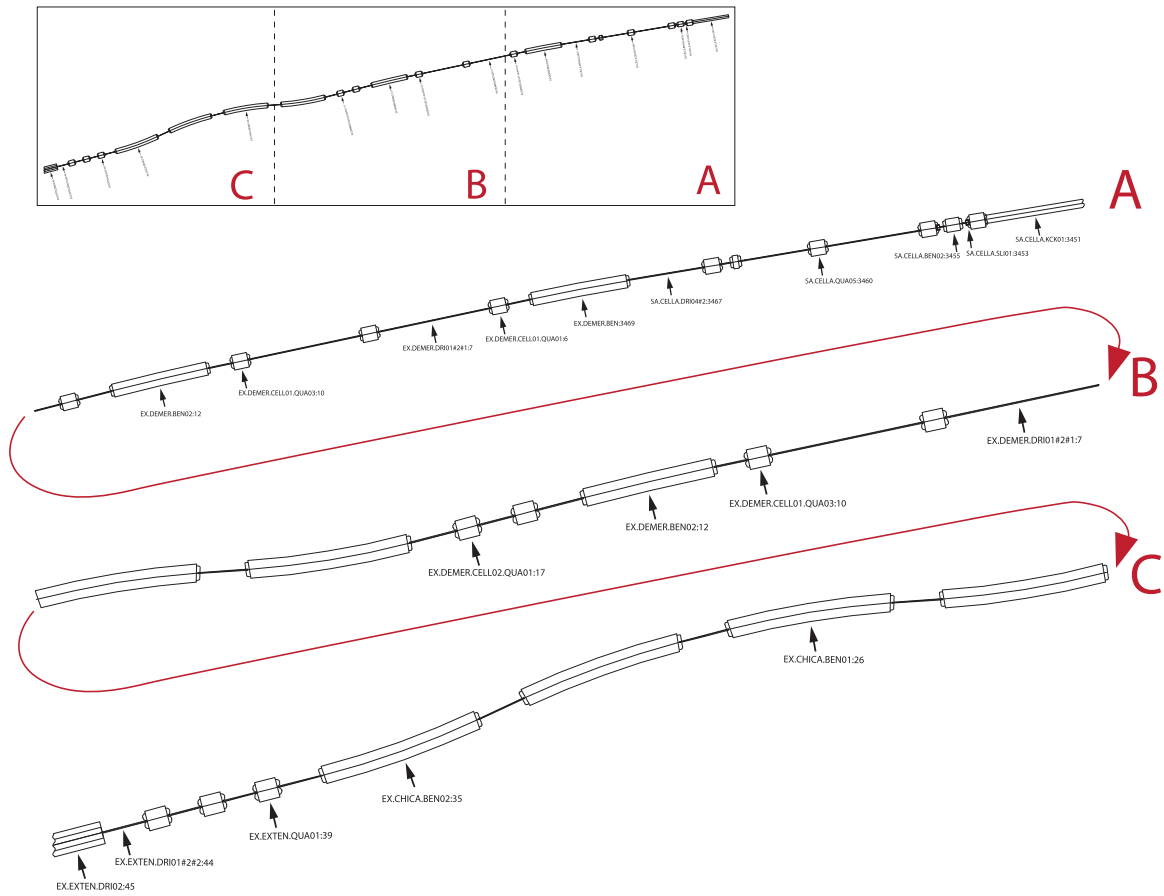 C
B
A
A
SA.CELLA.KCK01:3451
SA.CELLA.BEN02:3455
SA.CELLA.SLI01:3453
SA.CELLA.QUA05:3460
SA.CELLA.DRI04#2:3467
EX.DEMER.BEN:3469
EX.DEMER.CELL01.QUA01:6
EX.DEMER.DRI01#2#1:7
EX.DEMER.CELL01.QUA03:10
EX.DEMER.BEN02:12
B
EX.DEMER.DRI01#2#1:7
EX.DEMER.CELL01.QUA03:10
EX.DEMER.BEN02:12
EX.DEMER.CELL02.QUA01:17
C
EX.CHICA.BEN01:26
EX.CHICA.BEN02:35
EX.EXTEN.QUA01:39
EX.EXTEN.DRI01#2#2:44
EX.EXTEN.DRI02:45